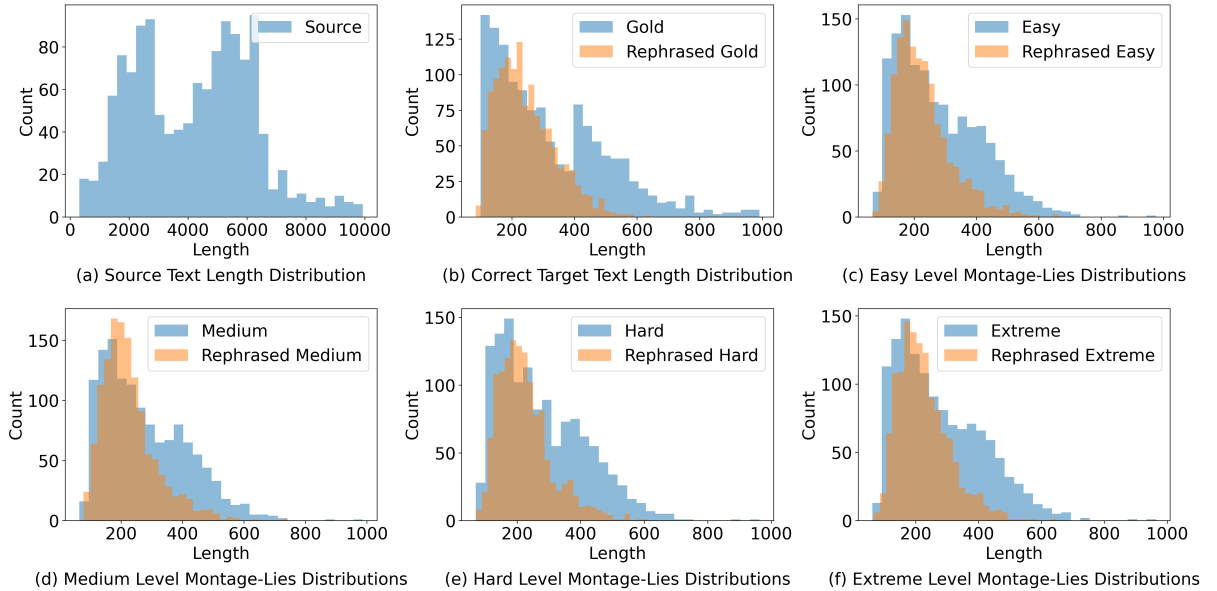 Source
Count
80
60
40
20
0
0 2000 4000 6000 8000 10000
Length
(a) Source Text Length Distribution
Gold
Rephrased Gold
Count
125
100
75
50
25
0
200 400 600 800 1000
Length
(b) Correct Target Text Length Distribution
Easy
Rephrased Easy
Count
150
100
50
0
200 400 600 800 1000
Length
(c) Easy Level Montage-Lies Distributions
Medium
Rephrased Medium
Count
150
100
50
0
200 400 600 800 1000
Length
(d) Medium Level Montage-Lies Distributions
Hard
Rephrased Hard
Count
150
100
50
0
200 400 600 800 1000
Length
(e) Hard Level Montage-Lies Distributions
Extreme
Rephrased Extreme
Count
150
100
50
0
200 400 600 800 1000
Length
(f) Extreme Level Montage-Lies Distributions